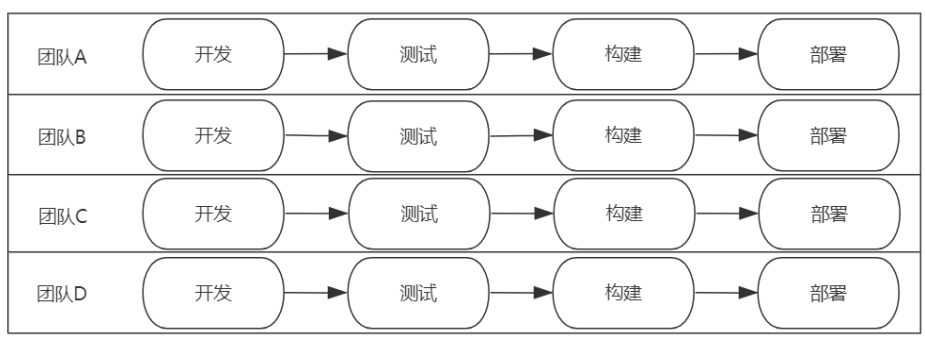 团队A 开发 测试 构建 部署
团队B 开发 测试 构建 部署
团队C 开发 测试 构建 部署
团队D 开发 测试 构建 部署